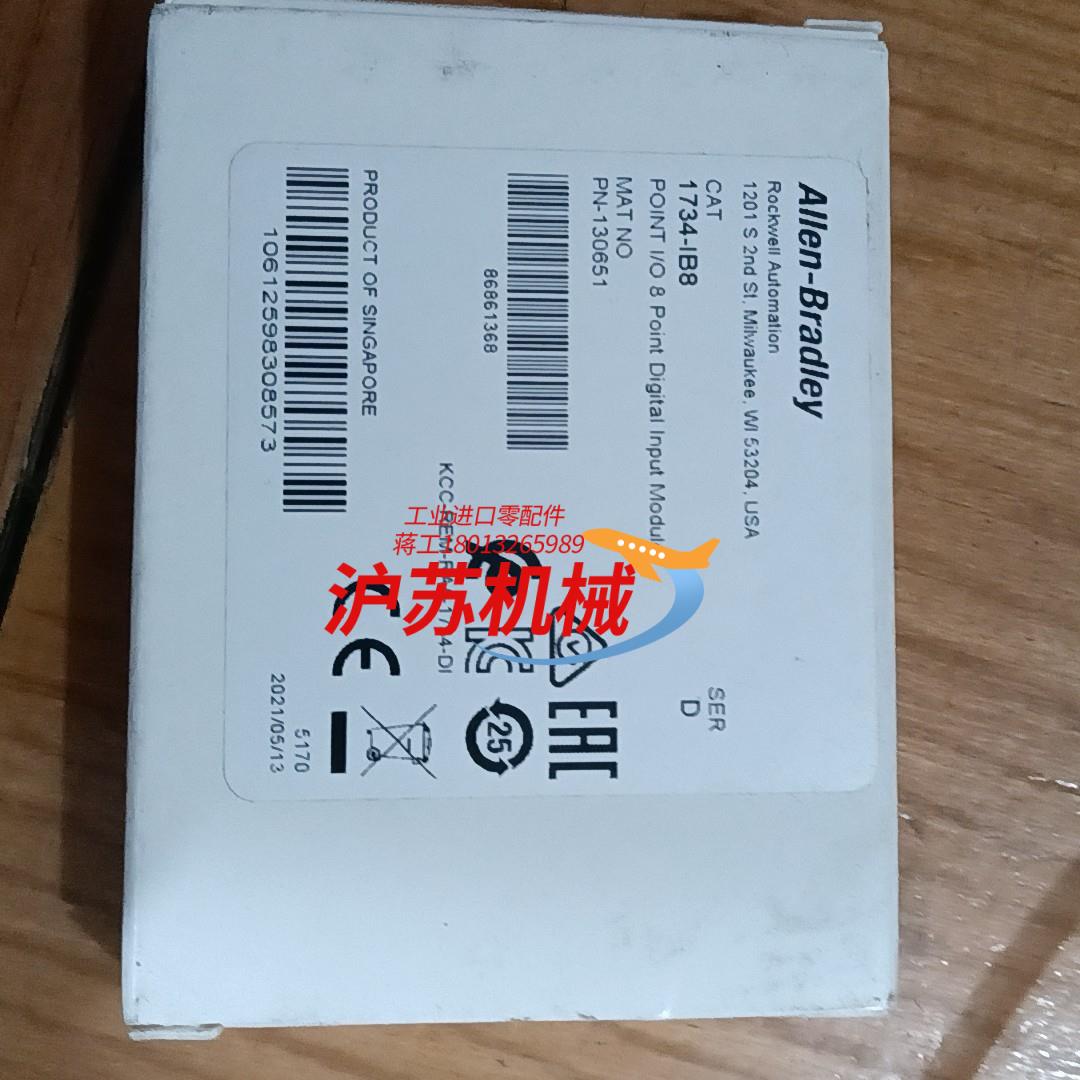 Allen-Bradley
Rockwell Automation
1201 S 2nd St. Milwaukee, WI 53204, USA
CAT
1734-IB8
SER
D
POINT I/O 8 Point Digital Input Modul
MAT NO
PN-130651
86861368
PRODUCT OF SINGAPORE
10612598308573
EAC
25
CE
5170
2021/05/13
工业进口零配件
蒋工18013265989
沪苏机械